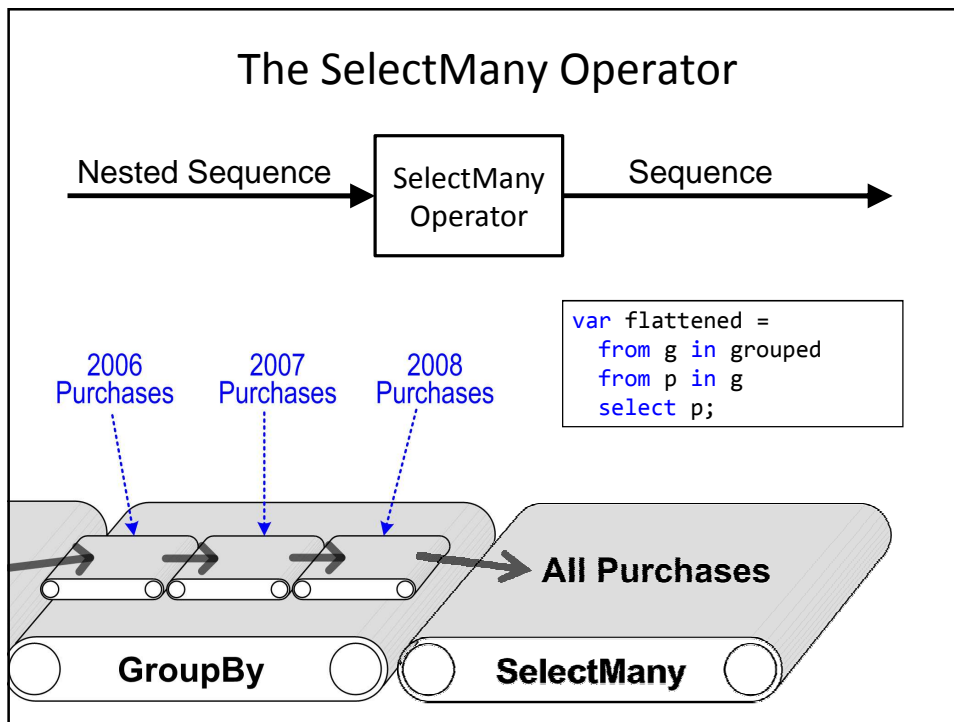 The SelectMany Operator
Nested Sequence
SelectMany
Operator
Sequence
var flattened =
from g in grouped
from p in g
select p;
2006
Purchases
2007
Purchases
2008
Purchases
All Purchases
GroupBy
SelectMany